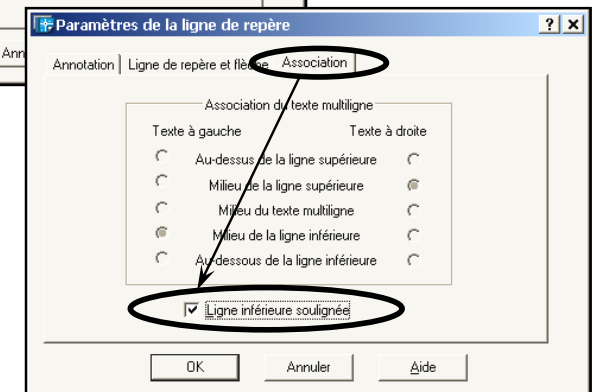 Paramètres de la ligne de repère
Ann
Annotation Ligne de repère et flèche Association
Association du texte multiligne
Texte à gauche Texte à droite
Au-dessus de la ligne supérieure
Milieu de la ligne supérieure
Milieu du texte multiligne
Milieu de la ligne inférieure
Au-dessous de la ligne inférieure
Ligne inférieure soulignée
OK Annuler Aide